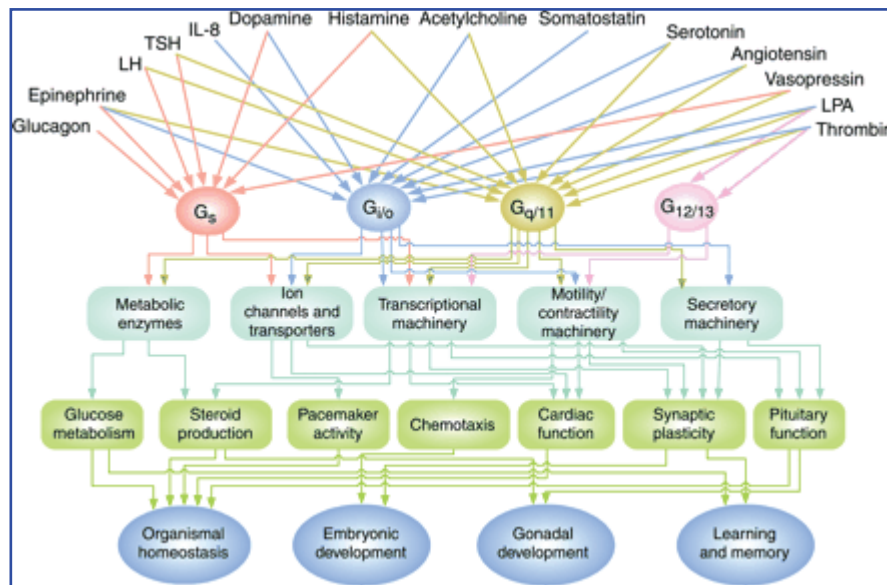 Dopamine
Histamine
Acetylcholine
Somatostatin
IL-8
Serotonin
TSH
Angiotensin
LH
Vasopressin
Epinephrine
LPA
Glucagon
Thrombin
Gs
Gi/o
Gq/11
G12/13
Metabolic
enzymes
Ion
channels and
transporters
Transcriptional
machinery
Motility/
contractility
machinery
Secretory
machinery
Glucose
metabolism
Steroid
production
Pacemaker
activity
Chemotaxis
Cardiac
function
Synaptic
plasticity
Pituitary
function
Organismal
homeostasis
Embryonic
development
Gonadal
development
Learning
and memory